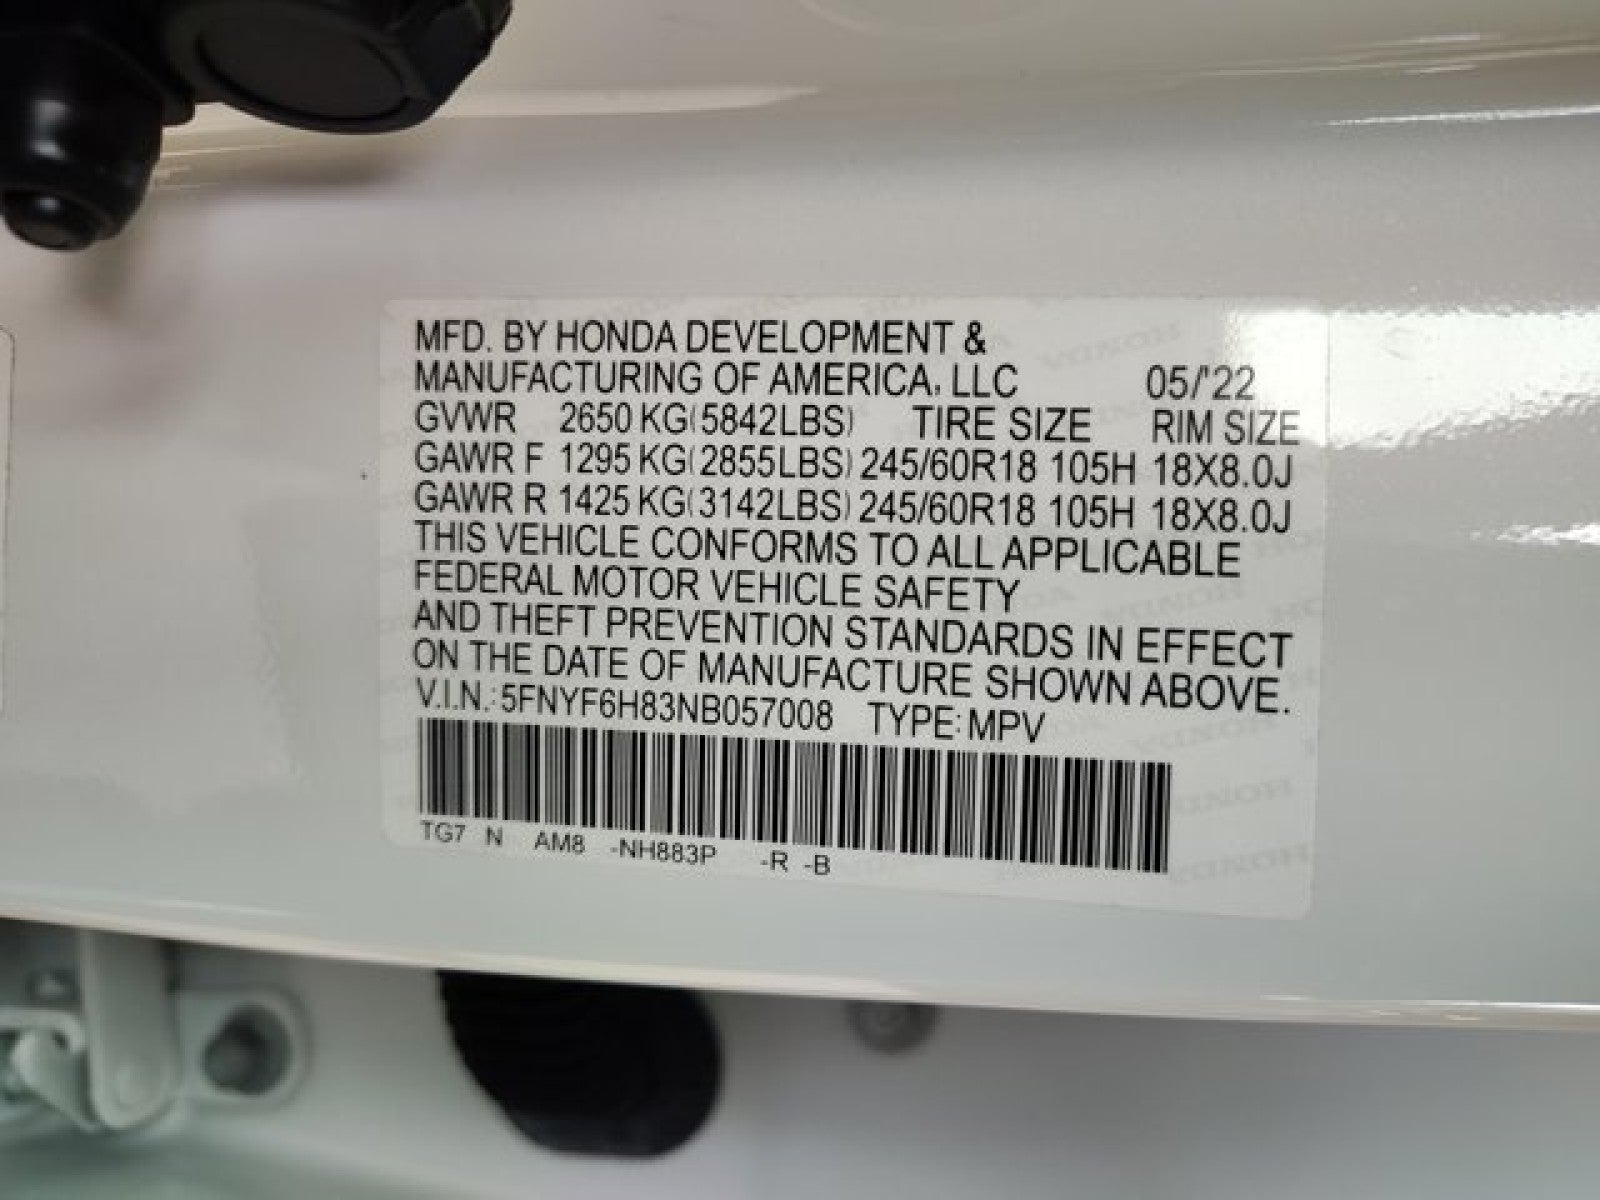 MFD. BY HONDA DEVELOPMENT &
MANUFACTURING OF AMERICA, LLC 05/'22
GVWR 2650 KG(5842LBS) TIRE SIZE RIM SIZE
GAWR F 1295 KG(2855LBS) 245/60R18 105H 18X8.0J
GAWR R 1425 KG(3142LBS) 245/60R18 105H 18X8.0J
THIS VEHICLE CONFORMS TO ALL APPLICABLE
FEDERAL MOTOR VEHICLE SAFETY
AND THEFT PREVENTION STANDARDS IN EFFECT
ON THE DATE OF MANUFACTURE SHOWN ABOVE.
V.I.N.: 5FNYF6H83NB057008 TYPE: MPV
TG7 N AM8 -NH883P -R -B